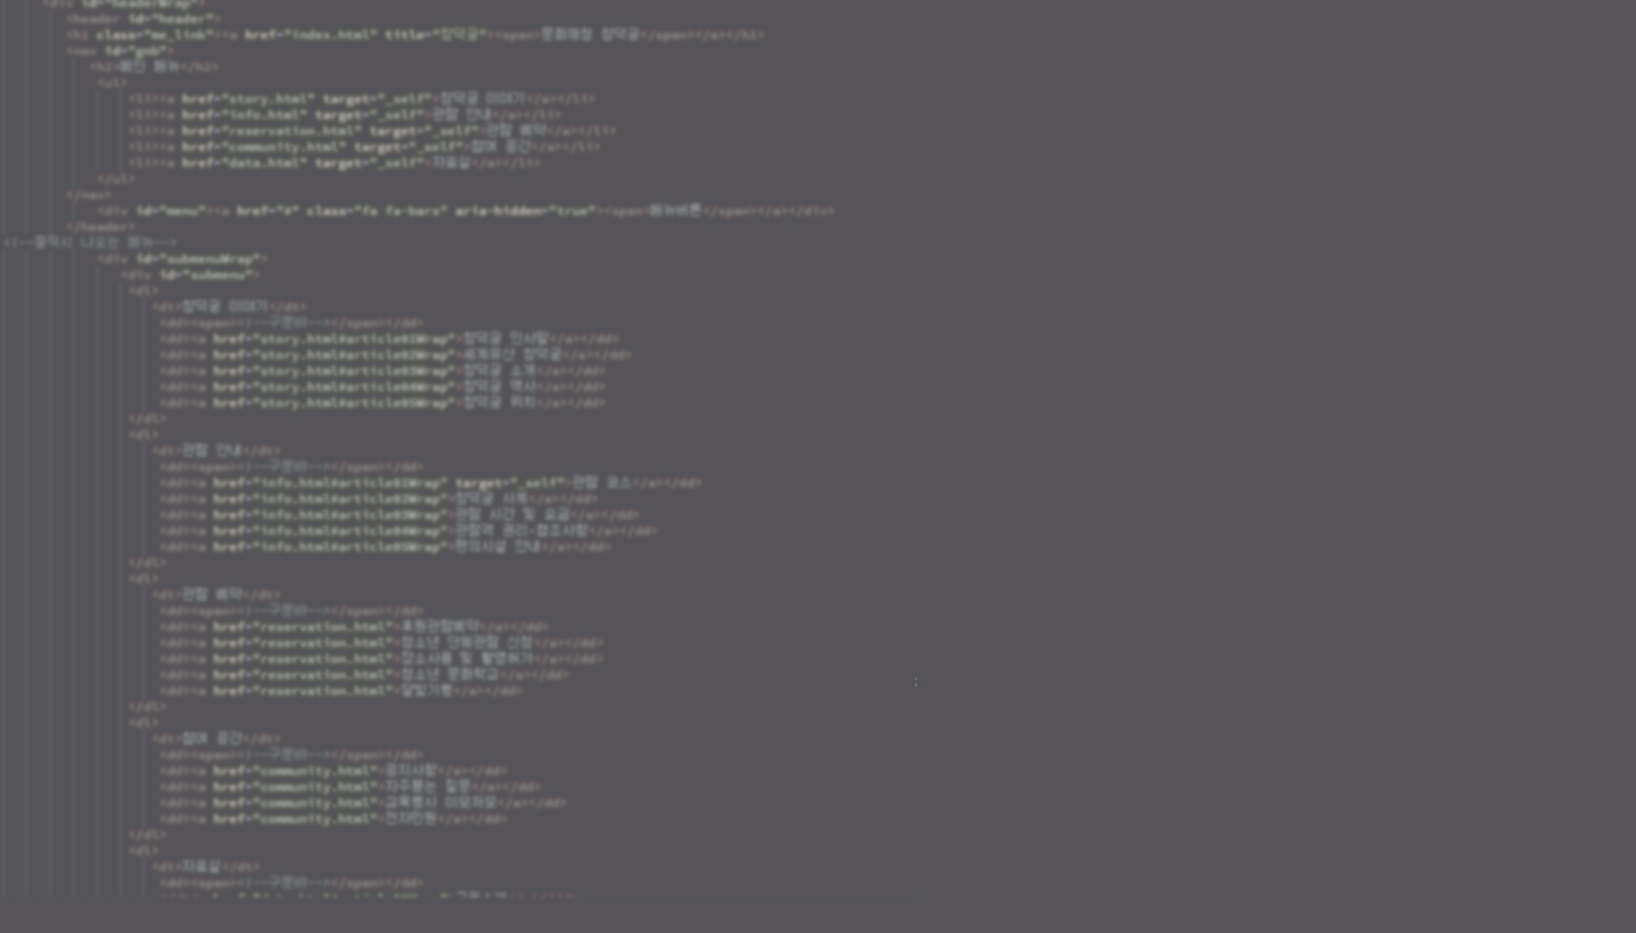 <div id="headerWrap">
<header id="header">
<h1 class="me_link"><a href="index.html" title="창덕궁"><span>문화재청 창덕궁</span></a></h1>
<nav id="gnb">
<h2>메인 메뉴</h2>
<ul>
<li><a href="story.html" target="_self">창덕궁 이야기</a></li>
<li><a href="info.html" target="_self">관람 안내</a></li>
<li><a href="reservation.html" target="_self">관람 예약</a></li>
<li><a href="community.html" target="_self">참여 공간</a></li>
<li><a href="data.html" target="_self">자료실</a></li>
</ul>
</nav>
<div id="menu"><a href="#" class="fa fa-bars" aria-hidden="true"><span>메뉴버튼</span></a></div>
</header>
<!--클릭시 나오는 메뉴-->
<div id="submenuWrap">
<div id="submenu">
<dl>
<dt>창덕궁 이야기</dt>
<dd><span><!--구분바--></span></dd>
<dd><a href="story.html#article01Wrap">창덕궁 인사말</a></dd>
<dd><a href="story.html#article02Wrap">세계유산 창덕궁</a></dd>
<dd><a href="story.html#article03Wrap">창덕궁 소개</a></dd>
<dd><a href="story.html#article04Wrap">창덕궁 역사</a></dd>
<dd><a href="story.html#article05Wrap">창덕궁 위치</a></dd>
</dl>
<dl>
<dt>관람 안내</dt>
<dd><span><!--구분바--></span></dd>
<dd><a href="info.html#article01Wrap" target="_self">관람 코스</a></dd>
<dd><a href="info.html#article02Wrap">창덕궁 사계</a></dd>
<dd><a href="info.html#article03Wrap">관람 시간 및 요금</a></dd>
<dd><a href="info.html#article04Wrap">관람객 권리·협조사항</a></dd>
<dd><a href="info.html#article05Wrap">편의시설 안내</a></dd>
</dl>
<dl>
<dt>관람 예약</dt>
<dd><span><!--구분바--></span></dd>
<dd><a href="reservation.html">후원관람예약</a></dd>
<dd><a href="reservation.html">청소년 단체관람 신청</a></dd>
<dd><a href="reservation.html">장소사용 및 촬영허가</a></dd>
<dd><a href="reservation.html">청소년 문화학교</a></dd>
<dd><a href="reservation.html">달빛기행</a></dd>
</dl>
<dl>
<dt>참여 공간</dt>
<dd><span><!--구분바--></span></dd>
<dd><a href="community.html">공지사항</a></dd>
<dd><a href="community.html">자주묻는 질문</a></dd>
<dd><a href="community.html">교육행사 이모저모</a></dd>
<dd><a href="community.html">전자민원</a></dd>
</dl>
<dl>
<dt>자료실</dt>
<dd><span><!--구분바--></span></dd>